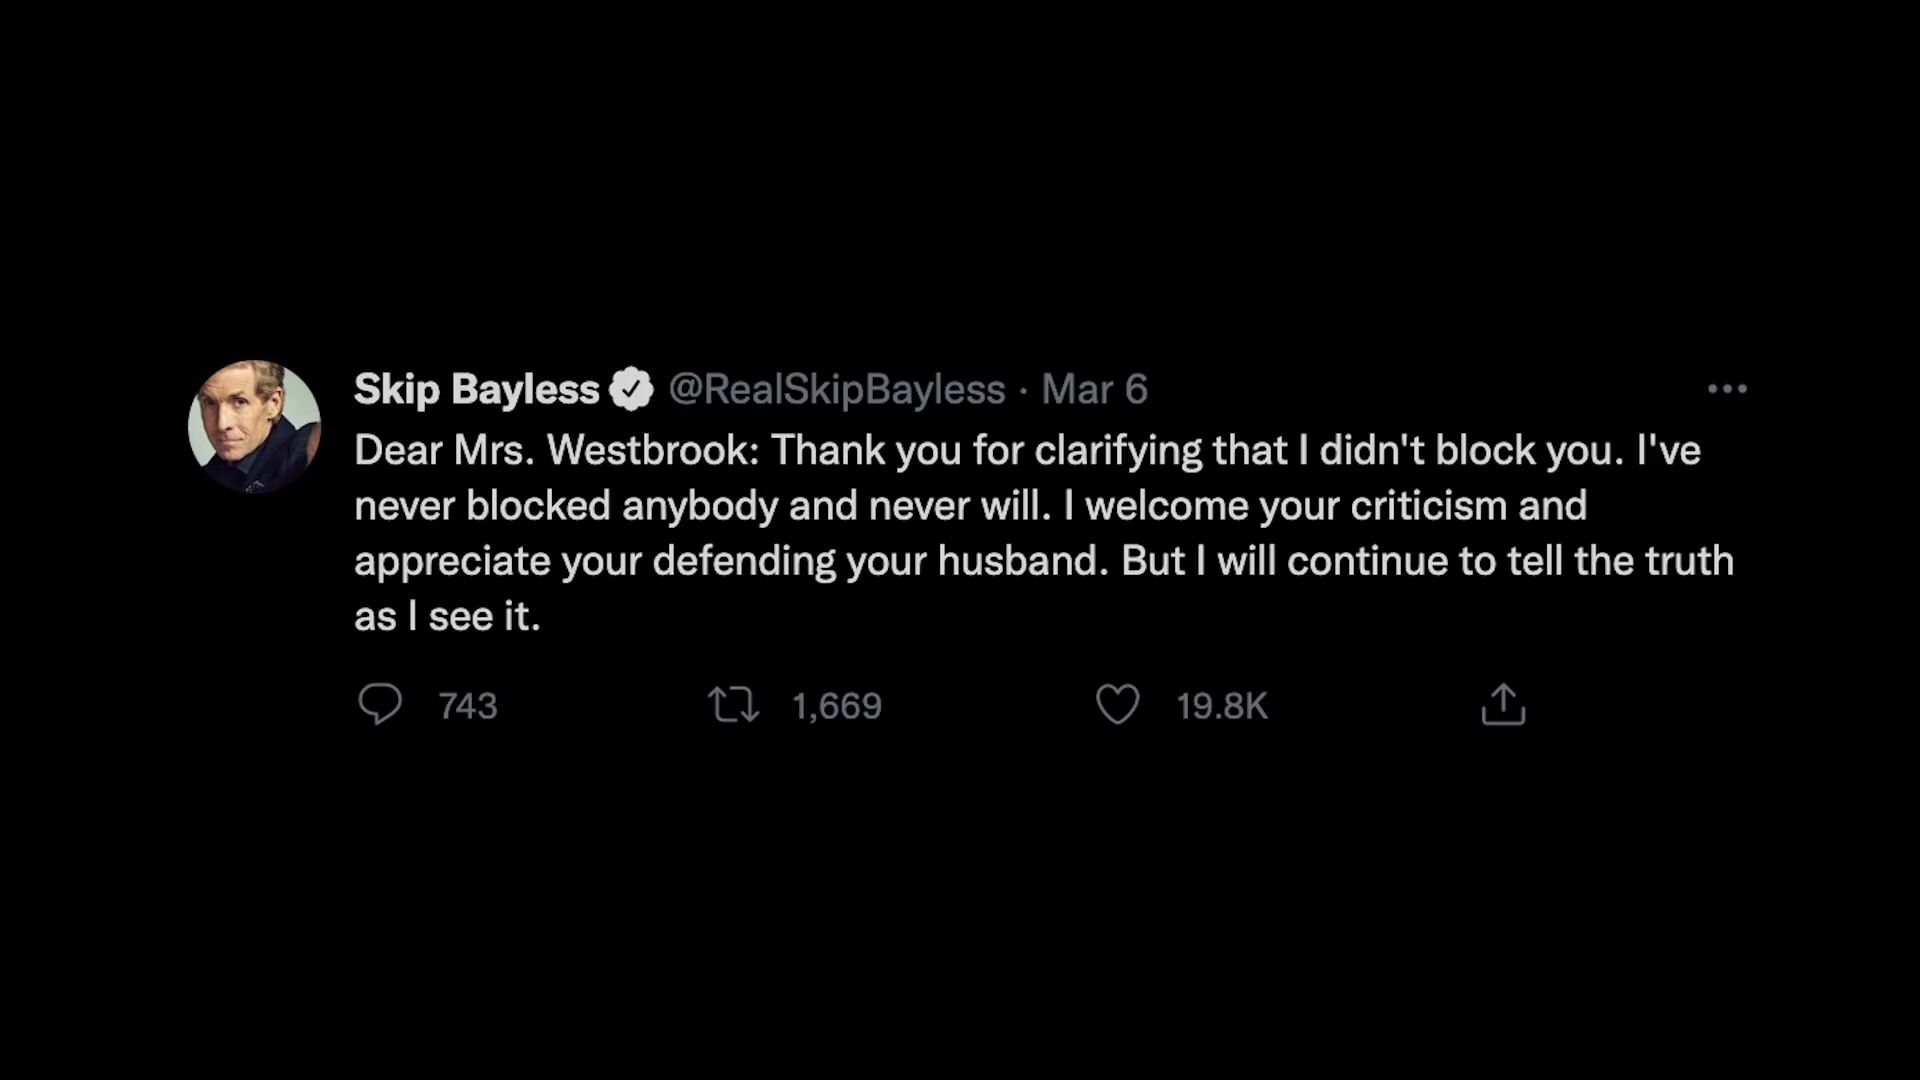 Skip Bayless @RealSkipBayless · Mar 6
Dear Mrs. Westbrook: Thank you for clarifying that I didn't block you. I've
never blocked anybody and never will. I welcome your criticism and
appreciate your defending your husband. But I will continue to tell the truth
as I see it.
743 1,669 19.8K